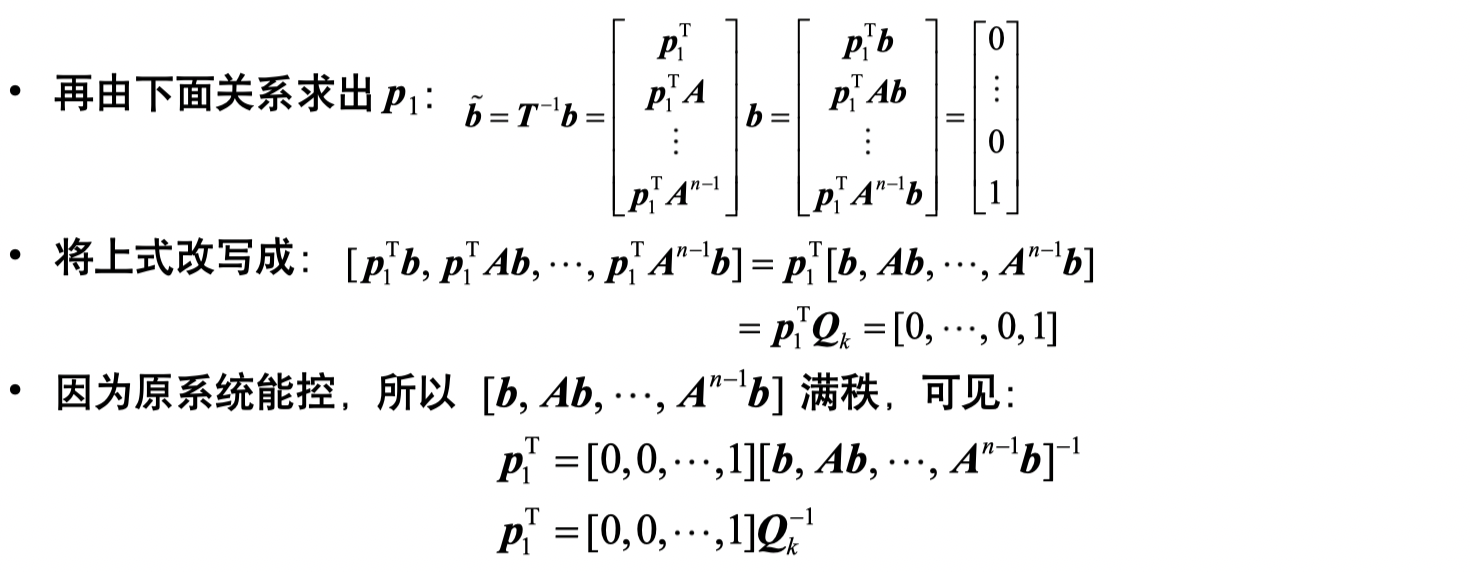 • 再由下面关系求出 p₁： b̃ = T⁻¹b = [p₁ᵀ; p₁ᵀA; ⋮; p₁ᵀAⁿ⁻¹] b = [p₁ᵀb; p₁ᵀAb; ⋮; p₁ᵀAⁿ⁻¹b] = [0; ⋮; 0; 1]
• 将上式改写成： [p₁ᵀb, p₁ᵀAb, ⋯, p₁ᵀAⁿ⁻¹b] = p₁ᵀ[b, Ab, ⋯, Aⁿ⁻¹b]
= p₁ᵀQₖ = [0, ⋯, 0, 1]
• 因为原系统能控，所以 [b, Ab, ⋯, Aⁿ⁻¹b] 满秩，可见：
p₁ᵀ = [0,0,⋯,1][b, Ab, ⋯, Aⁿ⁻¹b]⁻¹
p₁ᵀ = [0,0,⋯,1]Qₖ⁻¹